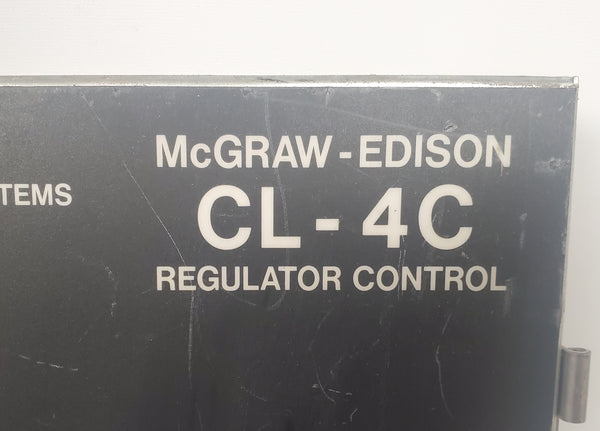 McGRAW-EDISON
TEMS
CL-4C
REGULATOR CONTROL